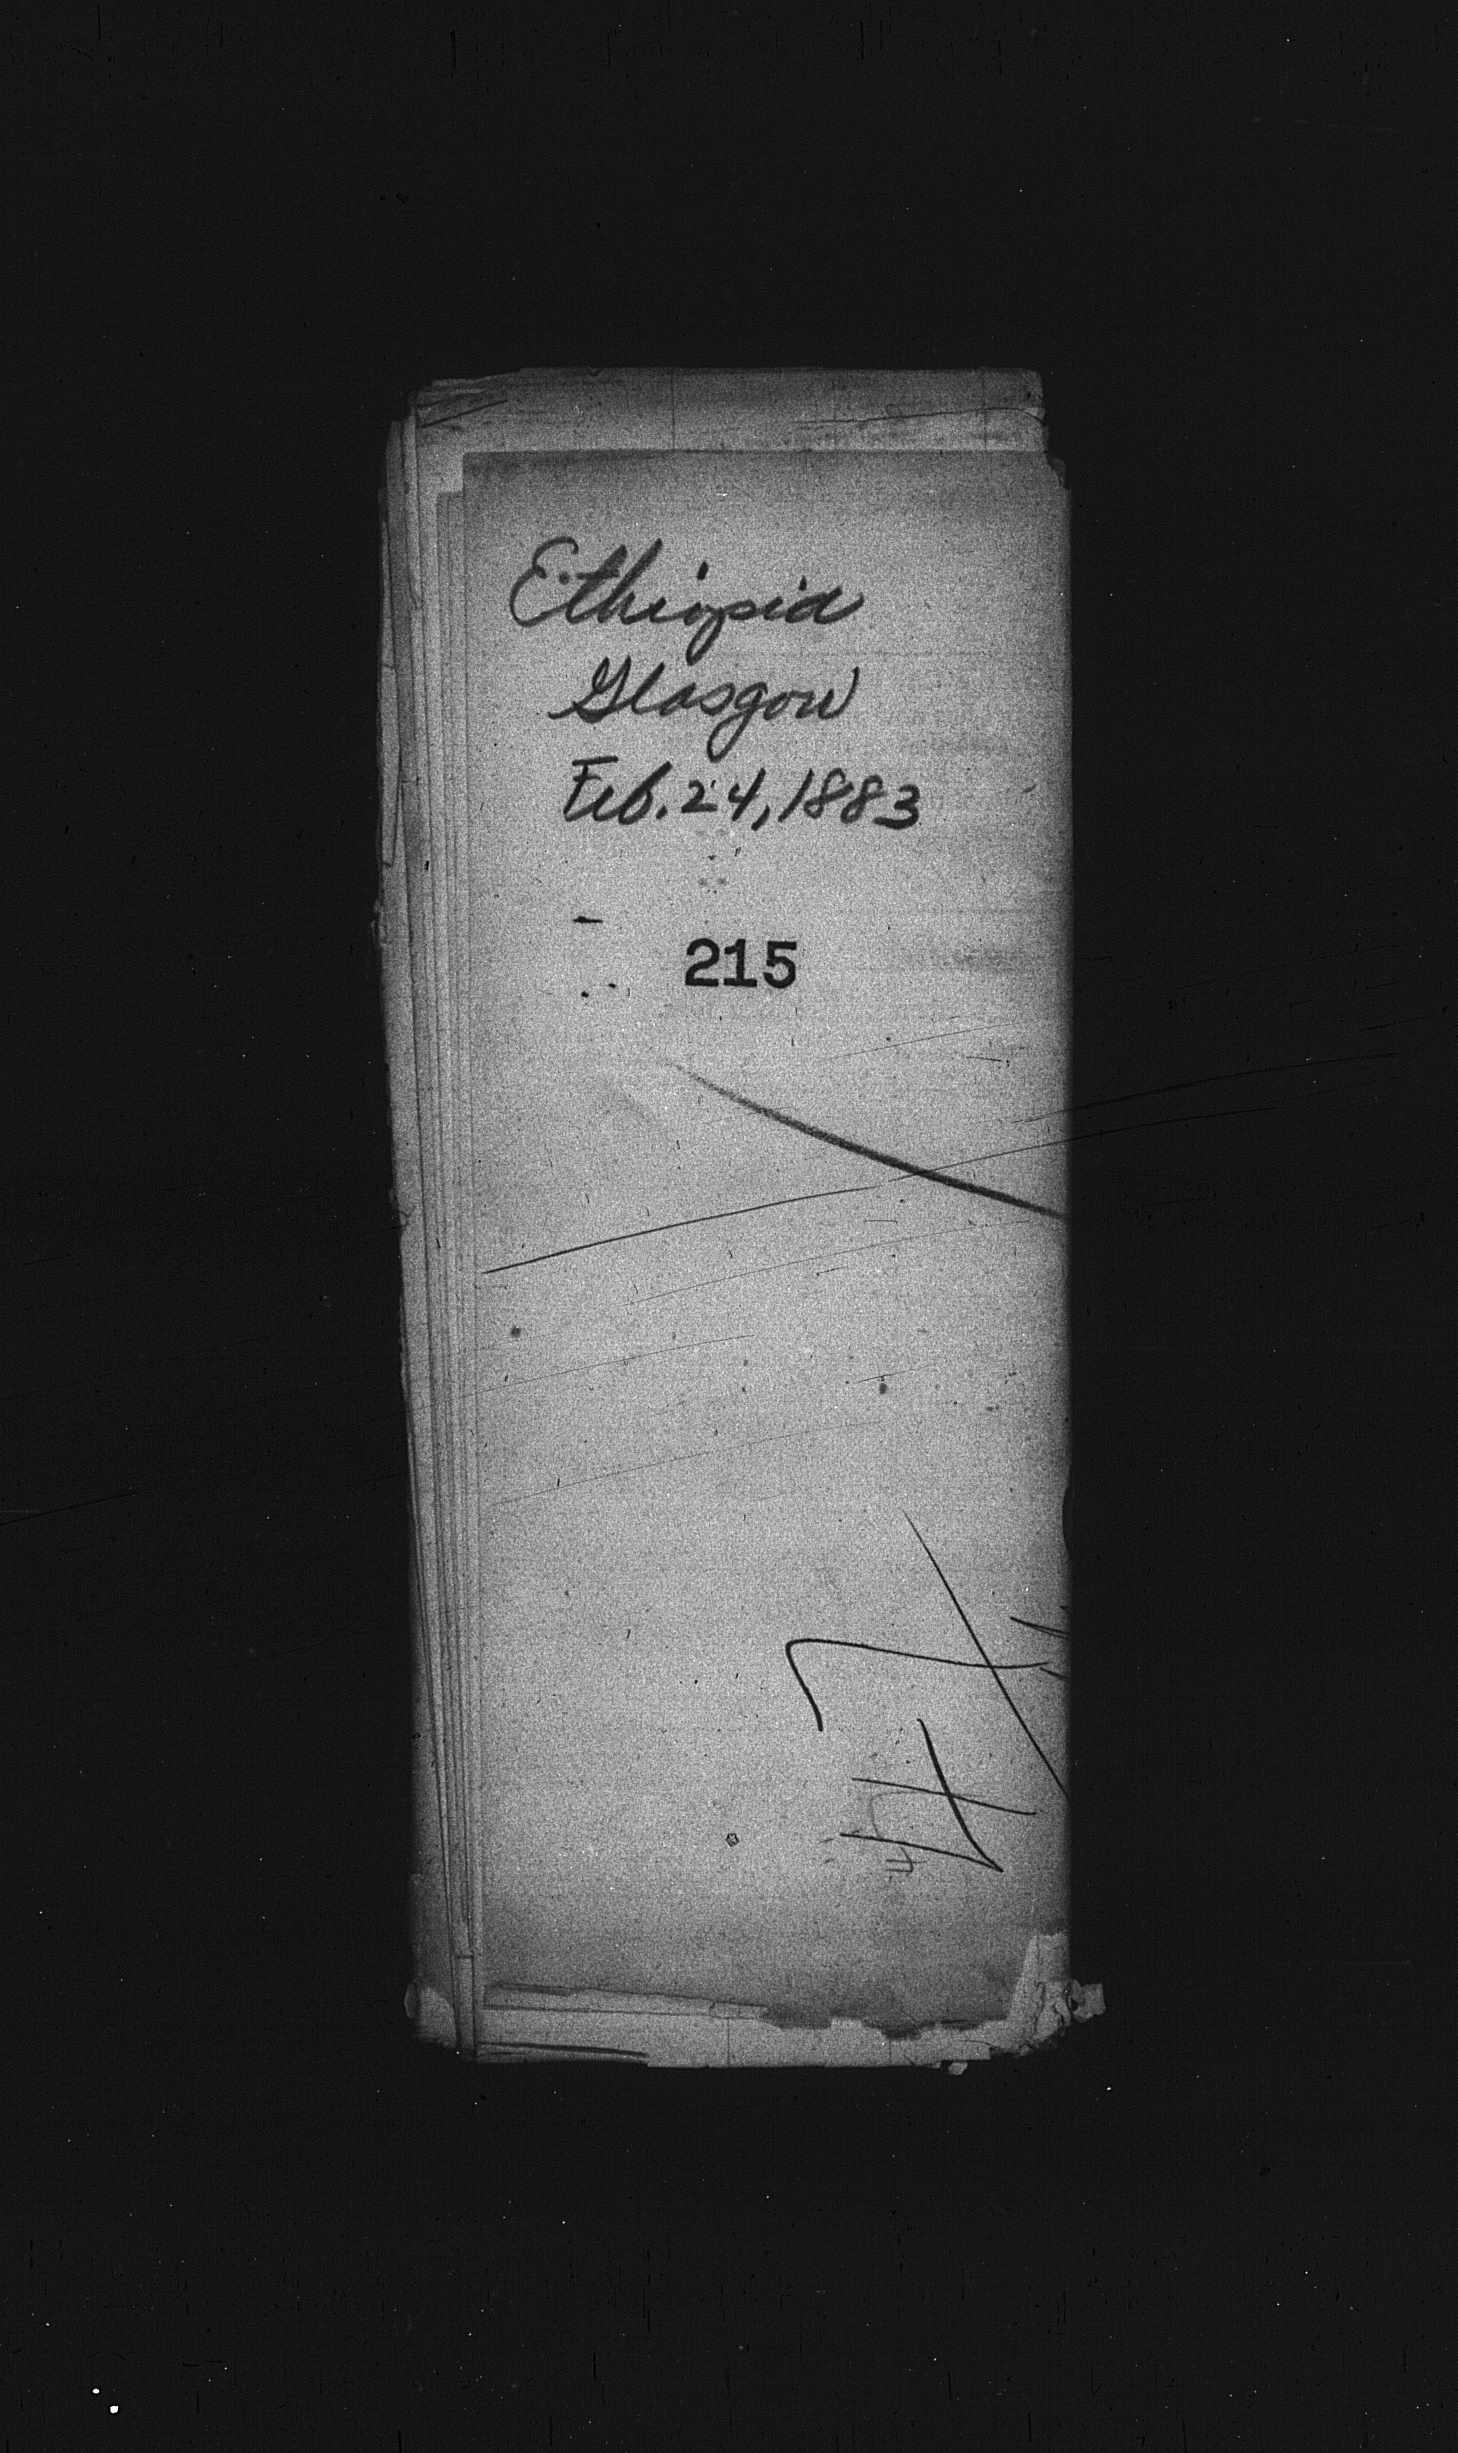 Ethiopia
Glasgow
Feb. 24, 1883
215